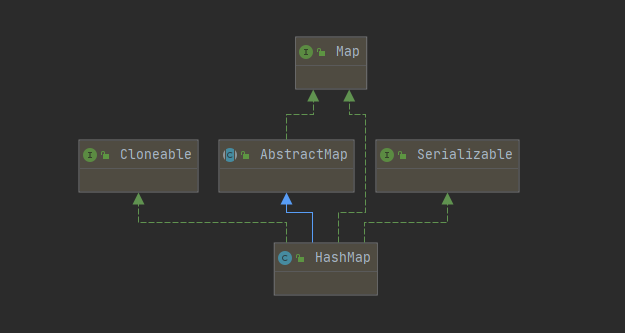 I Map
I Cloneable
C AbstractMap
I Serializable
C HashMap